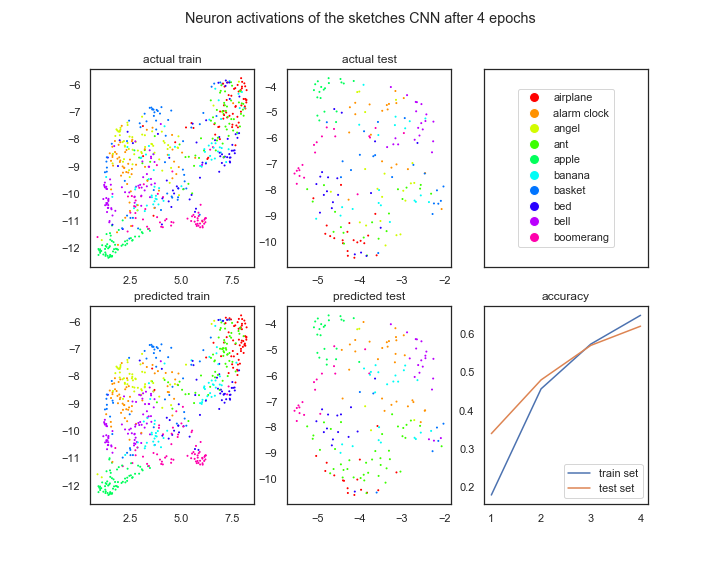 Neuron activations of the sketches CNN after 4 epochs
actual train
−6
−7
−8
−9
−10
−11
−12
2.5 5.0 7.5
actual test
−4
−5
−6
−7
−8
−9
−10
−5 −4 −3 −2
airplane
alarm clock
angel
ant
apple
banana
basket
bed
bell
boomerang
predicted train
−6
−7
−8
−9
−10
−11
−12
2.5 5.0 7.5
predicted test
−4
−5
−6
−7
−8
−9
−10
−5 −4 −3 −2
accuracy
0.6
0.5
0.4
0.3
0.2
train set
test set
1 2 3 4